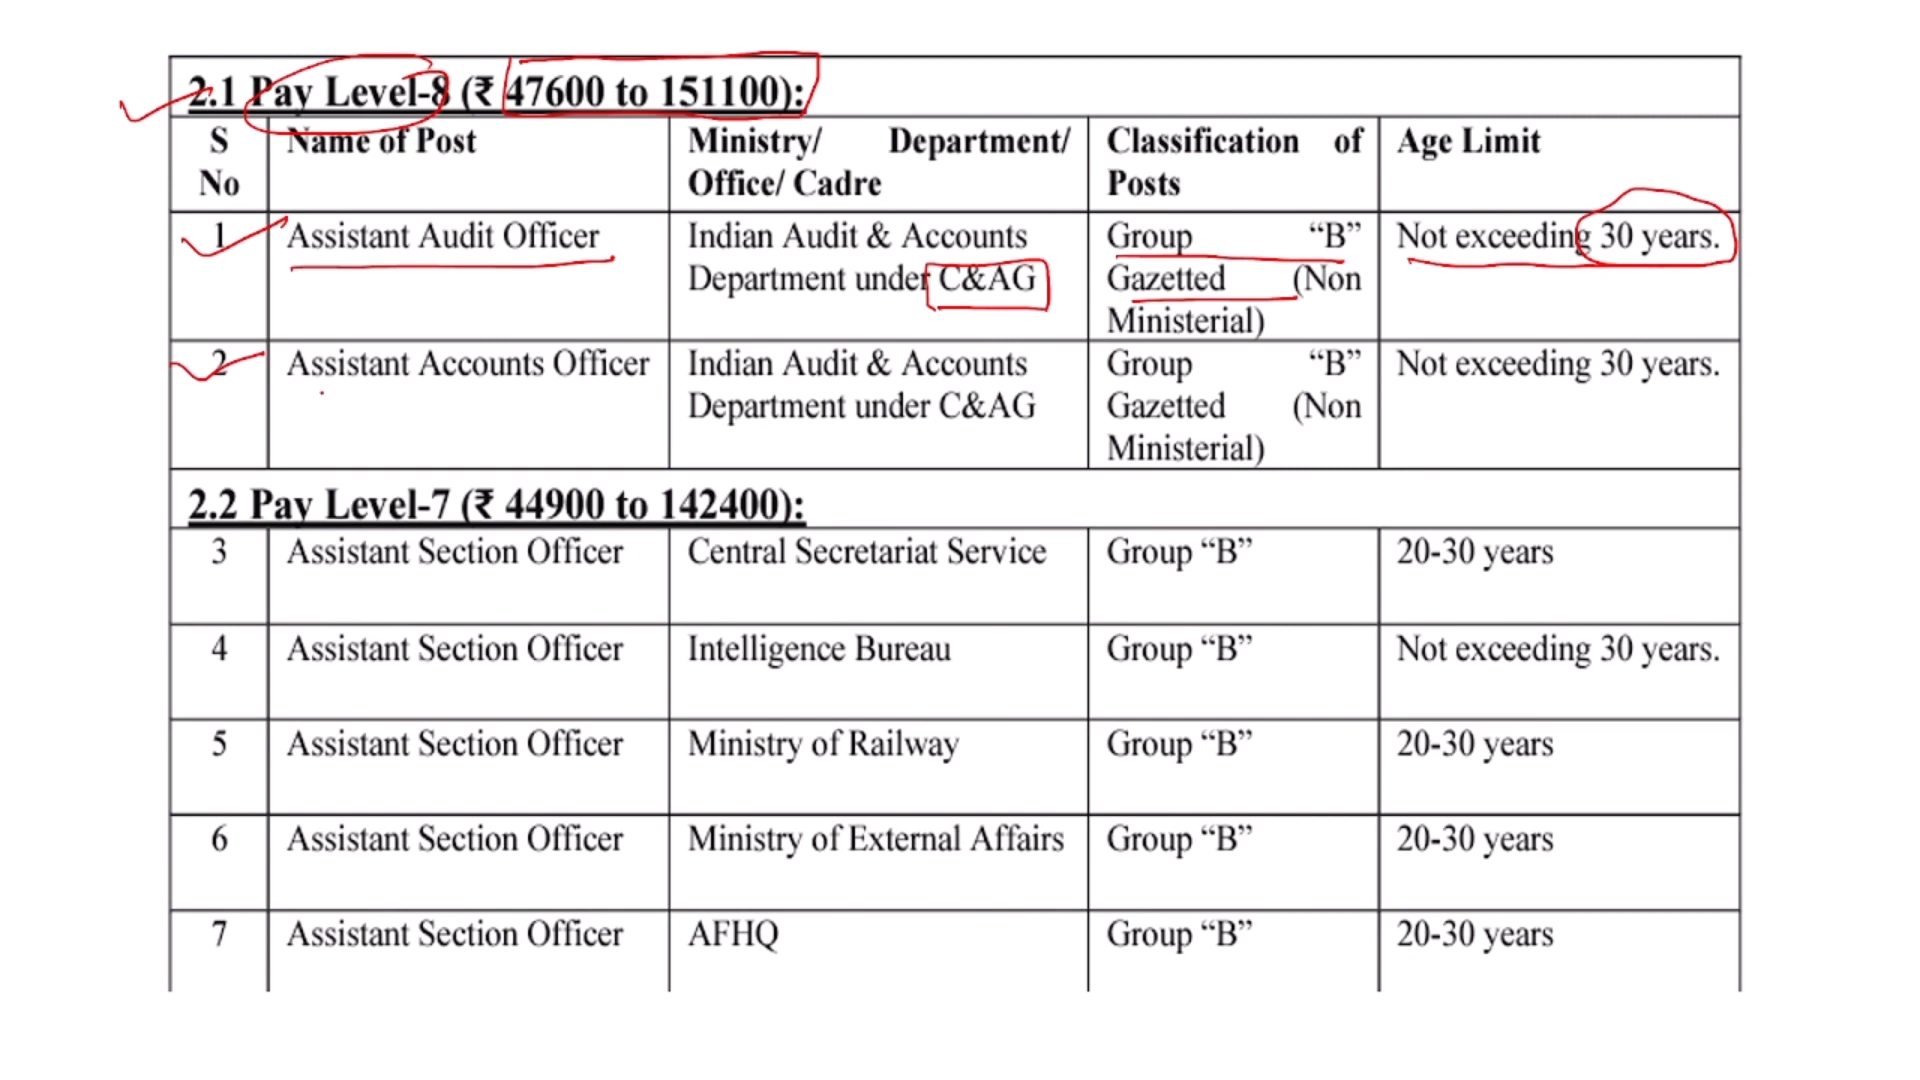 2.1 Pay Level-8 (₹ 47600 to 151100):
S No Name of Post Ministry/ Department/ Office/ Cadre Classification of Posts Age Limit
1 Assistant Audit Officer Indian Audit & Accounts Department under C&AG Group “B” Gazetted (Non Ministerial) Not exceeding 30 years.
2 Assistant Accounts Officer Indian Audit & Accounts Department under C&AG Group “B” Gazetted (Non Ministerial) Not exceeding 30 years.
2.2 Pay Level-7 (₹ 44900 to 142400):
3 Assistant Section Officer Central Secretariat Service Group “B” 20-30 years
4 Assistant Section Officer Intelligence Bureau Group “B” Not exceeding 30 years.
5 Assistant Section Officer Ministry of Railway Group “B” 20-30 years
6 Assistant Section Officer Ministry of External Affairs Group “B” 20-30 years
7 Assistant Section Officer AFHQ Group “B” 20-30 years